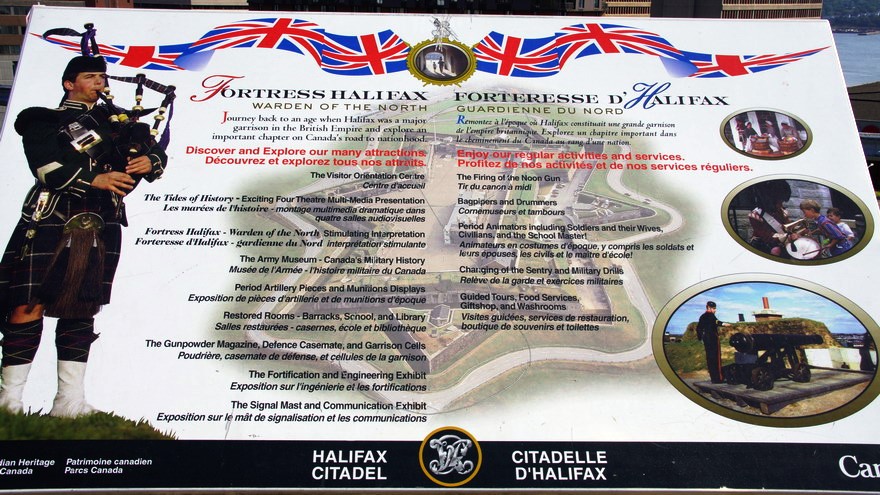 FORTRESS HALIFAX
WARDEN OF THE NORTH
Journey back to an age when Halifax was a major
garrison in the British Empire and explore an
important chapter on Canada's road to nationhood.
FORTERESSE D'HALIFAX
GUARDIENNE DU NORD
Remontez à l'époque où Halifax constituait une grande garnison
de l'empire britannique. Explorez un chapitre important dans
le cheminement du Canada au rang d'une nation.
Discover and Explore our many attractions.
Découvrez et explorez tous nos attraits.
The Visitor Orientation Centre
Centre d'accueil
The Tides of History - Exciting Four Theatre Multi-Media Presentation
Les marées de l'histoire - montage multimedia dramatique dans
quatre salles audiovisuelles
Fortress Halifax - Warden of the North Stimulating Interpretation
Forteresse d'Halifax - gardienne du Nord interprétation stimulante
The Army Museum - Canada's Military History
Musée de l'Armée - l'histoire militaire du Canada
Period Artillery Pieces and Munitions Displays
Exposition de pièces d'artillerie et de munitions d'époque
Restored Rooms - Barracks, School, and Library
Salles restaurées - casernes, école et bibliothèque
The Gunpowder Magazine, Defence Casemate, and Garrison Cells
Poudrière, casemate de défense, et cellules de la garnison
The Fortification and Engineering Exhibit
Exposition sur l'ingénierie et les fortifications
The Signal Mast and Communication Exhibit
Exposition sur le mât de signalisation et les communications
Enjoy our regular activities and services.
Profitez de nos activités et de nos services réguliers.
The Firing of the Noon Gun
Tir du canon à midi
Bagpipers and Drummers
Cornemuseurs et tambours
Period Animators including Soldiers and their Wives,
Civilians, and the School Master!
Animateurs en costumes d'époque, y compris les soldats et
leurs épouses, les civils et le maître d'école!
Changing of the Sentry and Military Drills
Relève de la garde et exercices militaires
Guided Tours, Food Services,
Giftshop, and Washrooms
Visites guidées, services de restauration,
boutique de souvenirs et toilettes
dian Heritage
Canada
Patrimoine canadien
Parcs Canada
HALIFAX
CITADEL
CITADELLE
D'HALIFAX
Can